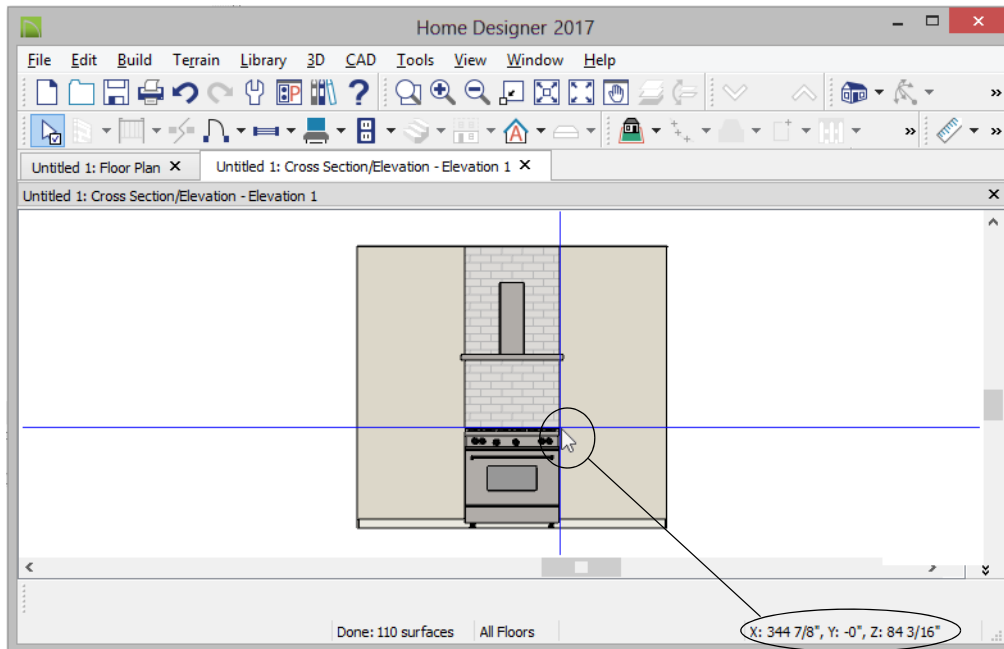 Home Designer 2017
File Edit Build Terrain Library 3D CAD Tools View Window Help
Untitled 1: Floor Plan Untitled 1: Cross Section/Elevation - Elevation 1
Untitled 1: Cross Section/Elevation - Elevation 1
Done: 110 surfaces All Floors X: 344 7/8", Y: -0", Z: 84 3/16"